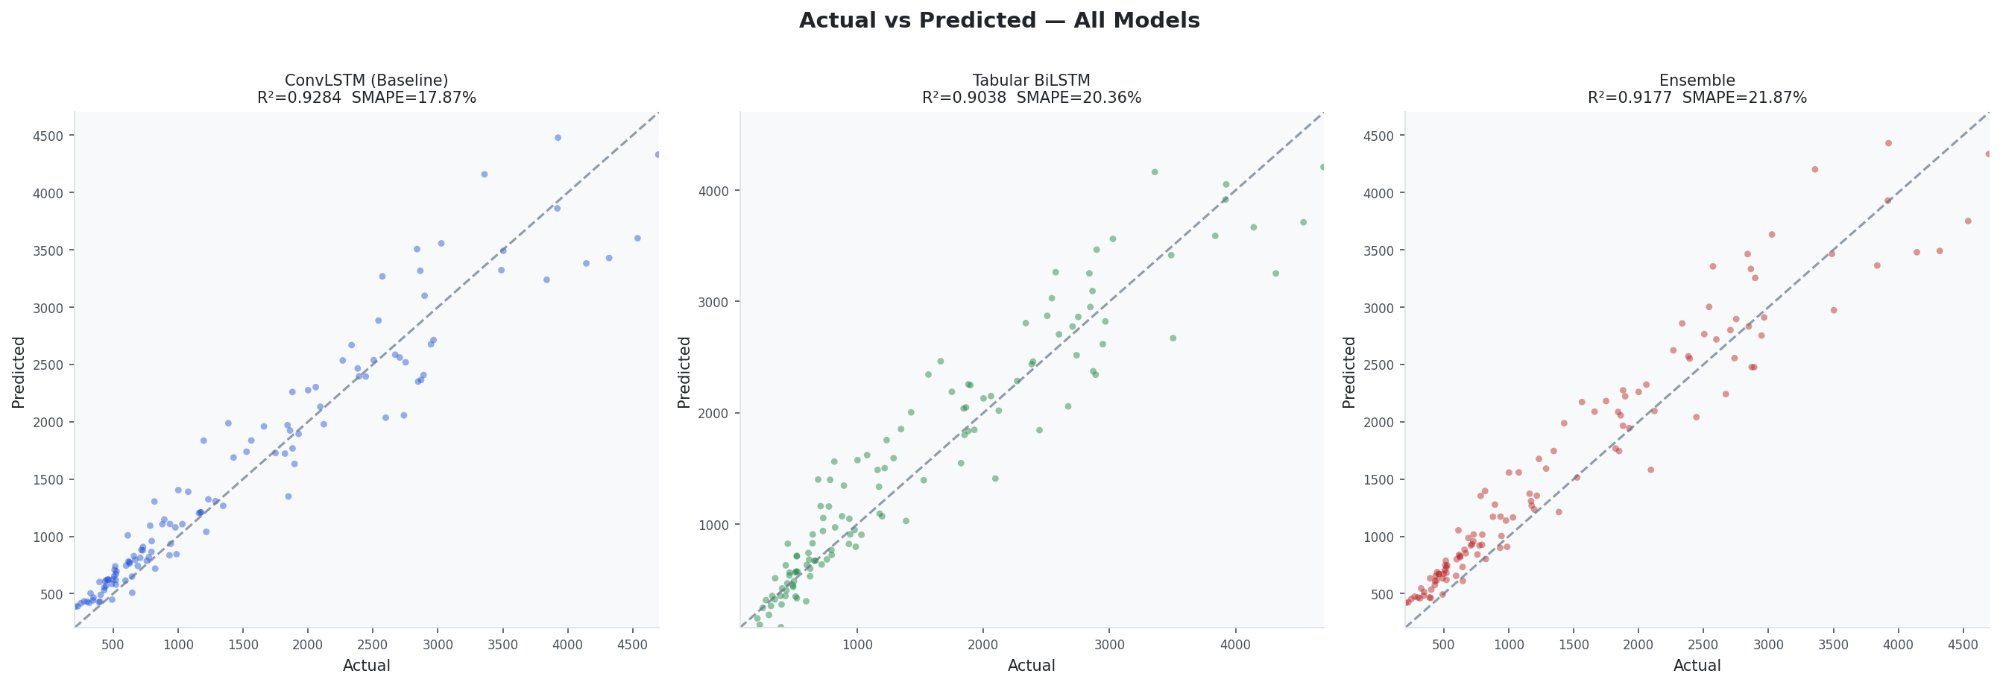 Actual vs Predicted — All Models
ConvLSTM (Baseline)
R²=0.9284  SMAPE=17.87%
4500
4000
3500
3000
2500
2000
1500
1000
500
Predicted
500 1000 1500 2000 2500 3000 3500 4000 4500
Actual
Tabular BiLSTM
R²=0.9038  SMAPE=20.36%
4000
3000
2000
1000
Predicted
1000 2000 3000 4000
Actual
Ensemble
R²=0.9177  SMAPE=21.87%
4500
4000
3500
3000
2500
2000
1500
1000
500
Predicted
500 1000 1500 2000 2500 3000 3500 4000 4500
Actual